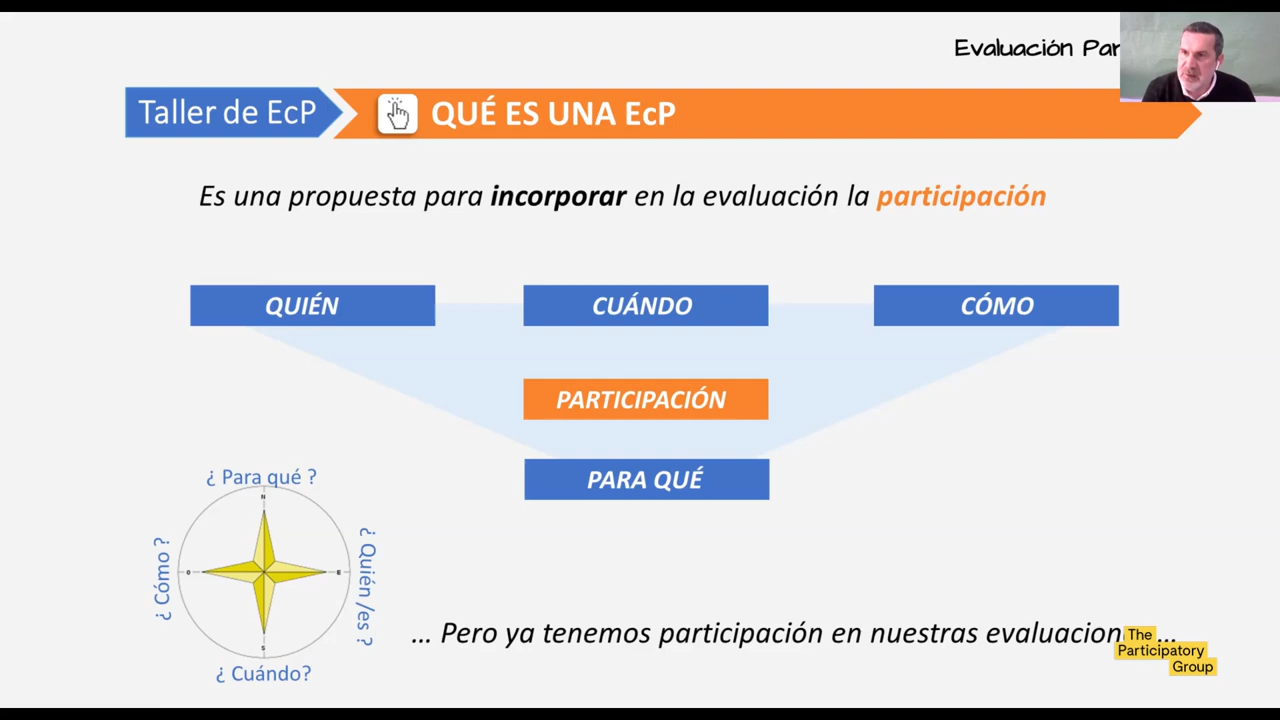 Evaluación Par
Taller de EcP
QUÉ ES UNA EcP
Es una propuesta para incorporar en la evaluación la participación
QUIÉN
CUÁNDO
CÓMO
PARTICIPACIÓN
PARA QUÉ
¿ Para qué ?
N
¿ Cómo ?
O
E
¿ Quién /es ?
S
¿ Cuándo?
... Pero ya tenemos participación en nuestras evaluacion ...
The
Participatory
Group